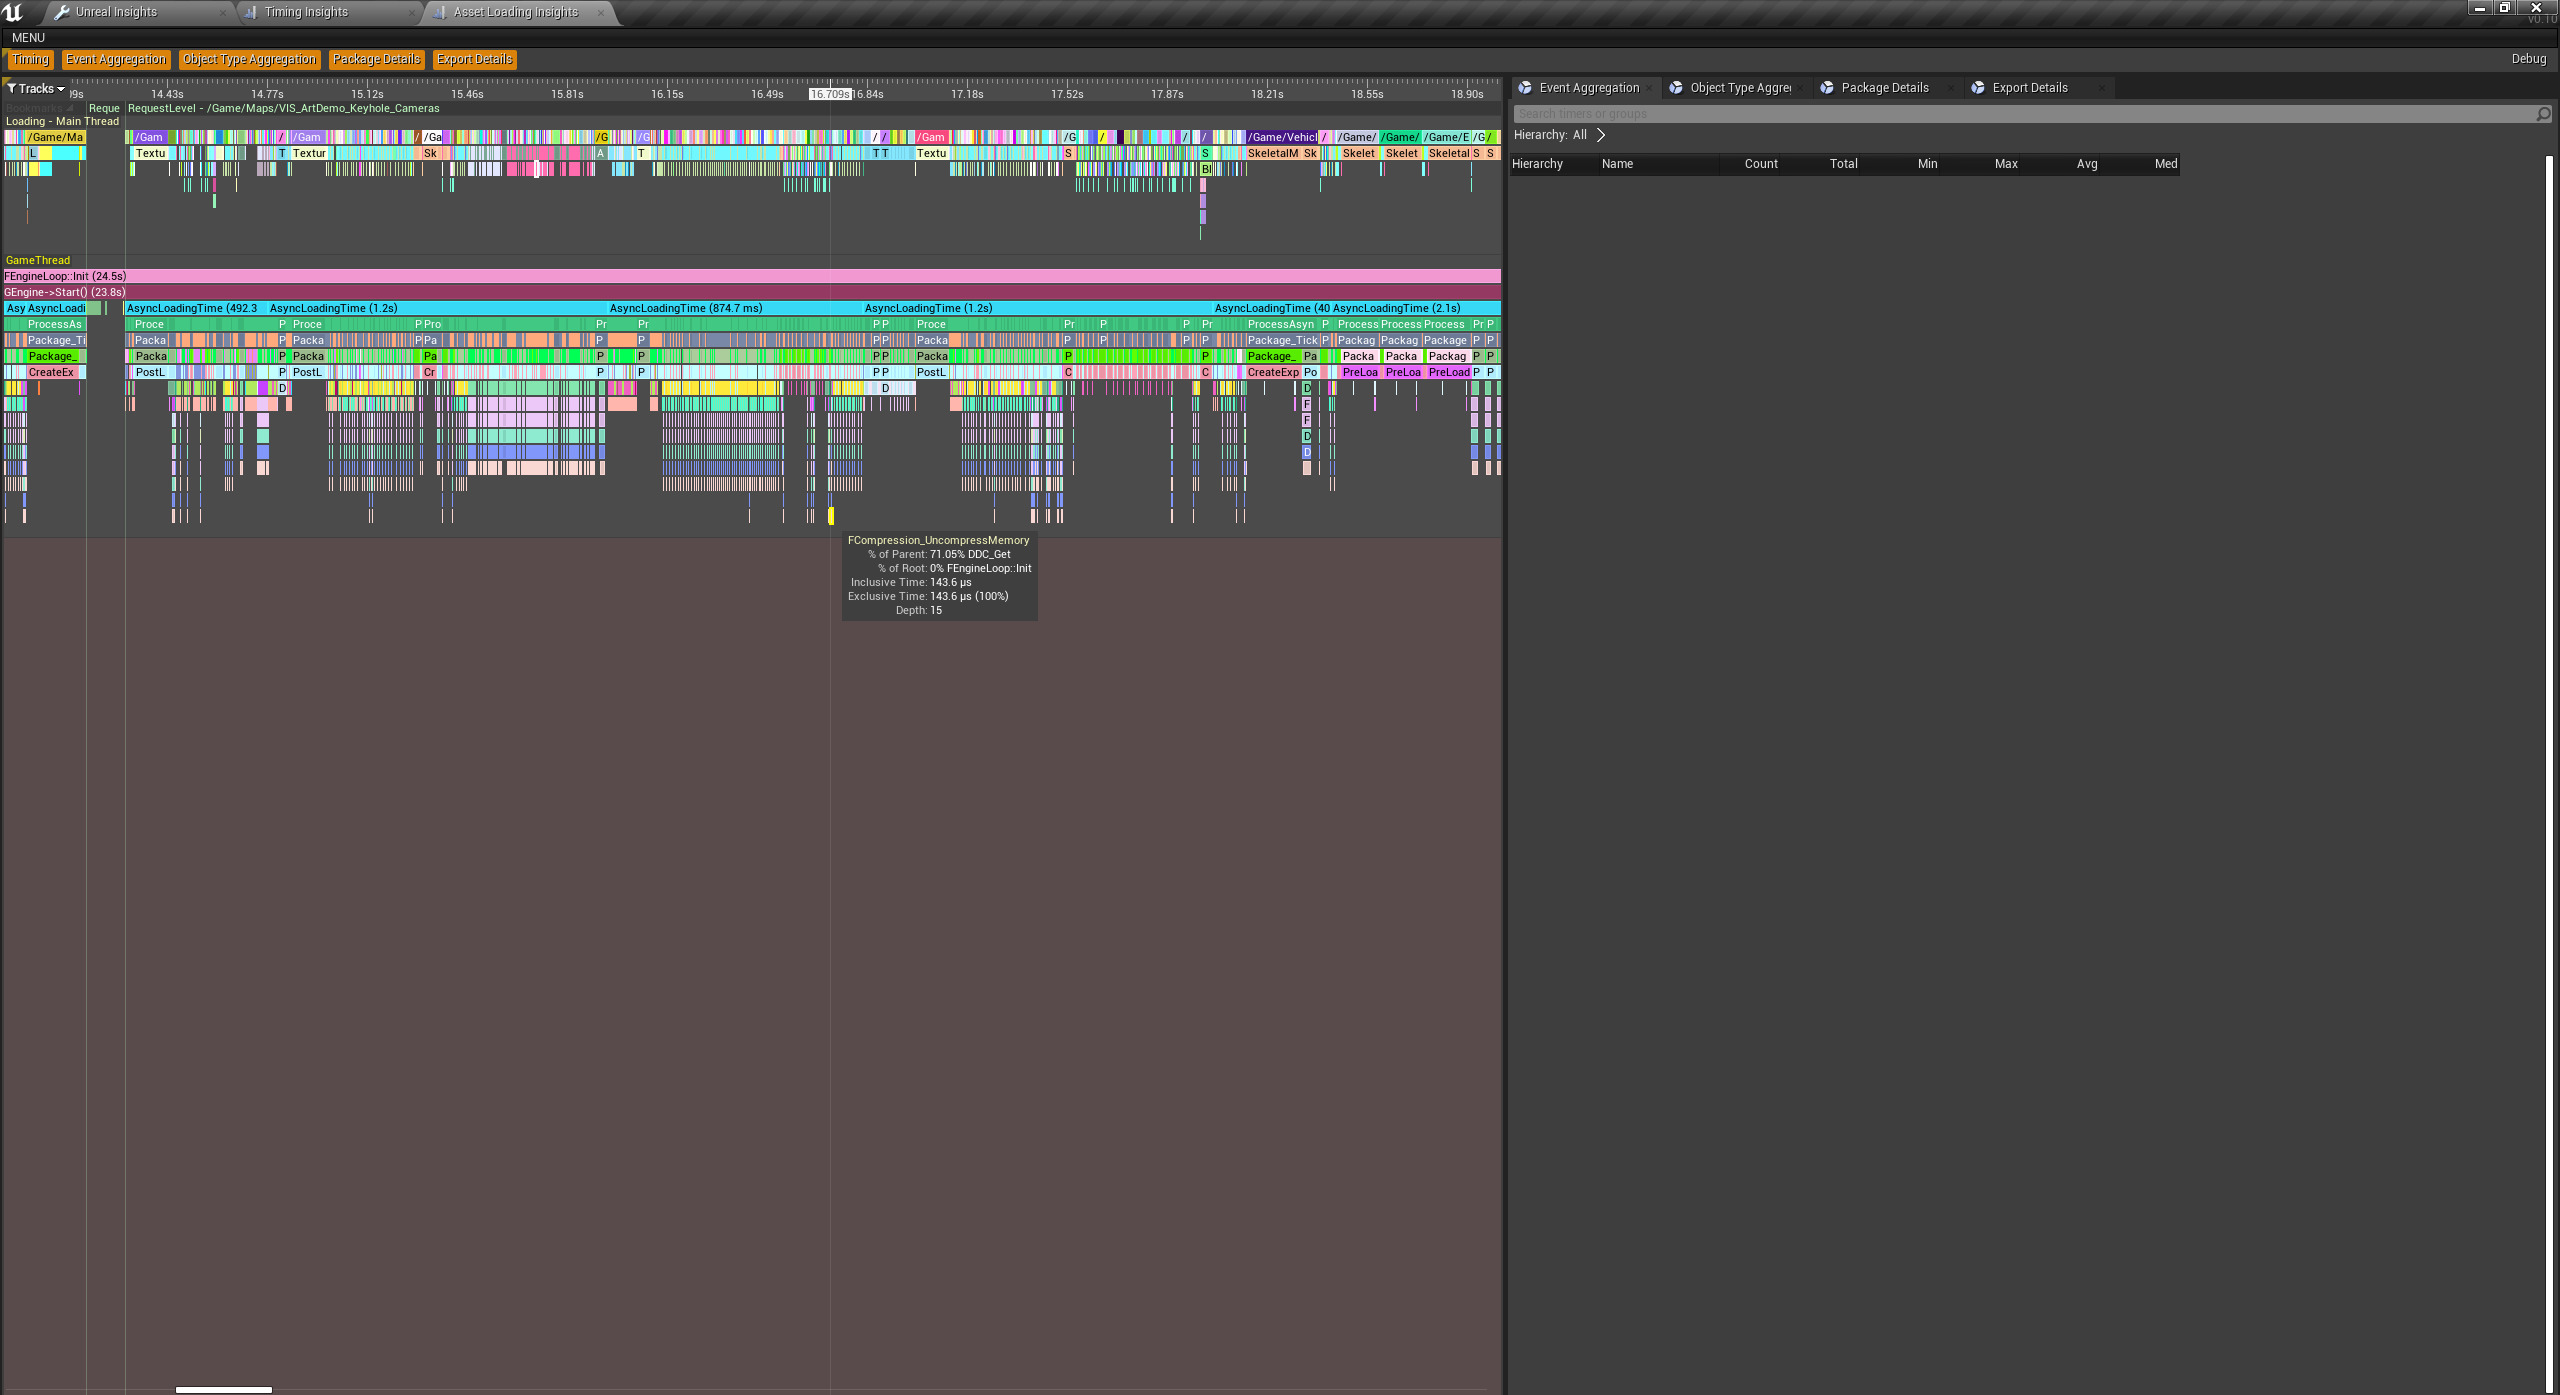 Unreal Insights Timing Insights Asset Loading Insights
v0.10
MENU
Timing Event Aggregation Object Type Aggregation Package Details Export Details
Debug
Tracks 14.43s 14.77s 15.12s 15.46s 15.81s 16.15s 16.49s 16.709s 16.84s 17.18s 17.52s 17.87s 18.21s 18.55s 18.90s
Bookmarks Reque RequestLevel - /Game/Maps/VIS_ArtDemo_Keyhole_Cameras
Loading - Main Thread
/Game/Ma /Gam / /Gam / /Ga /G /G / / /Gam /G / / / /Game/Vehicl / /Game/ /Game/ /Game/E /G /
L Textu T Textur Sk A T T T Textu S S SkeletalM Sk Skelet Skelet Skeletal S S
Bl
GameThread
FEngineLoop::Init (24.5s)
GEngine->Start() (23.8s)
Asy AsyncLoadi AsyncLoadingTime (492.3 AsyncLoadingTime (1.2s) AsyncLoadingTime (874.7 ms) AsyncLoadingTime (1.2s) AsyncLoadingTime (40 AsyncLoadingTime (2.1s)
ProcessAs Proce P Proce P Pro Pr Pr P P Proce Pr P P Pr ProcessAsyn P Process Process Process Pr P
Package_Ti Packa P Packa P Pa P P P P Packa P P P P Package_Tick P Packag Packag Package P P
Package_ Packa P Packa Pa P P P P Packa P P Package_ Pa Packa Packa Packag P P
CreateEx PostL P PostL Cr P P P P PostL C C CreateExp Po PreLoa PreLoa PreLoad P P
D D D
F
F
D
D
FCompression_UncompressMemory
% of Parent: 71.05% DDC_Get
% of Root: 0% FEngineLoop::Init
Inclusive Time: 143.6 µs
Exclusive Time: 143.6 µs (100%)
Depth: 15
Event Aggregation Object Type Aggre Package Details Export Details
Search timers or groups
Hierarchy: All
Hierarchy Name Count Total Min Max Avg Med